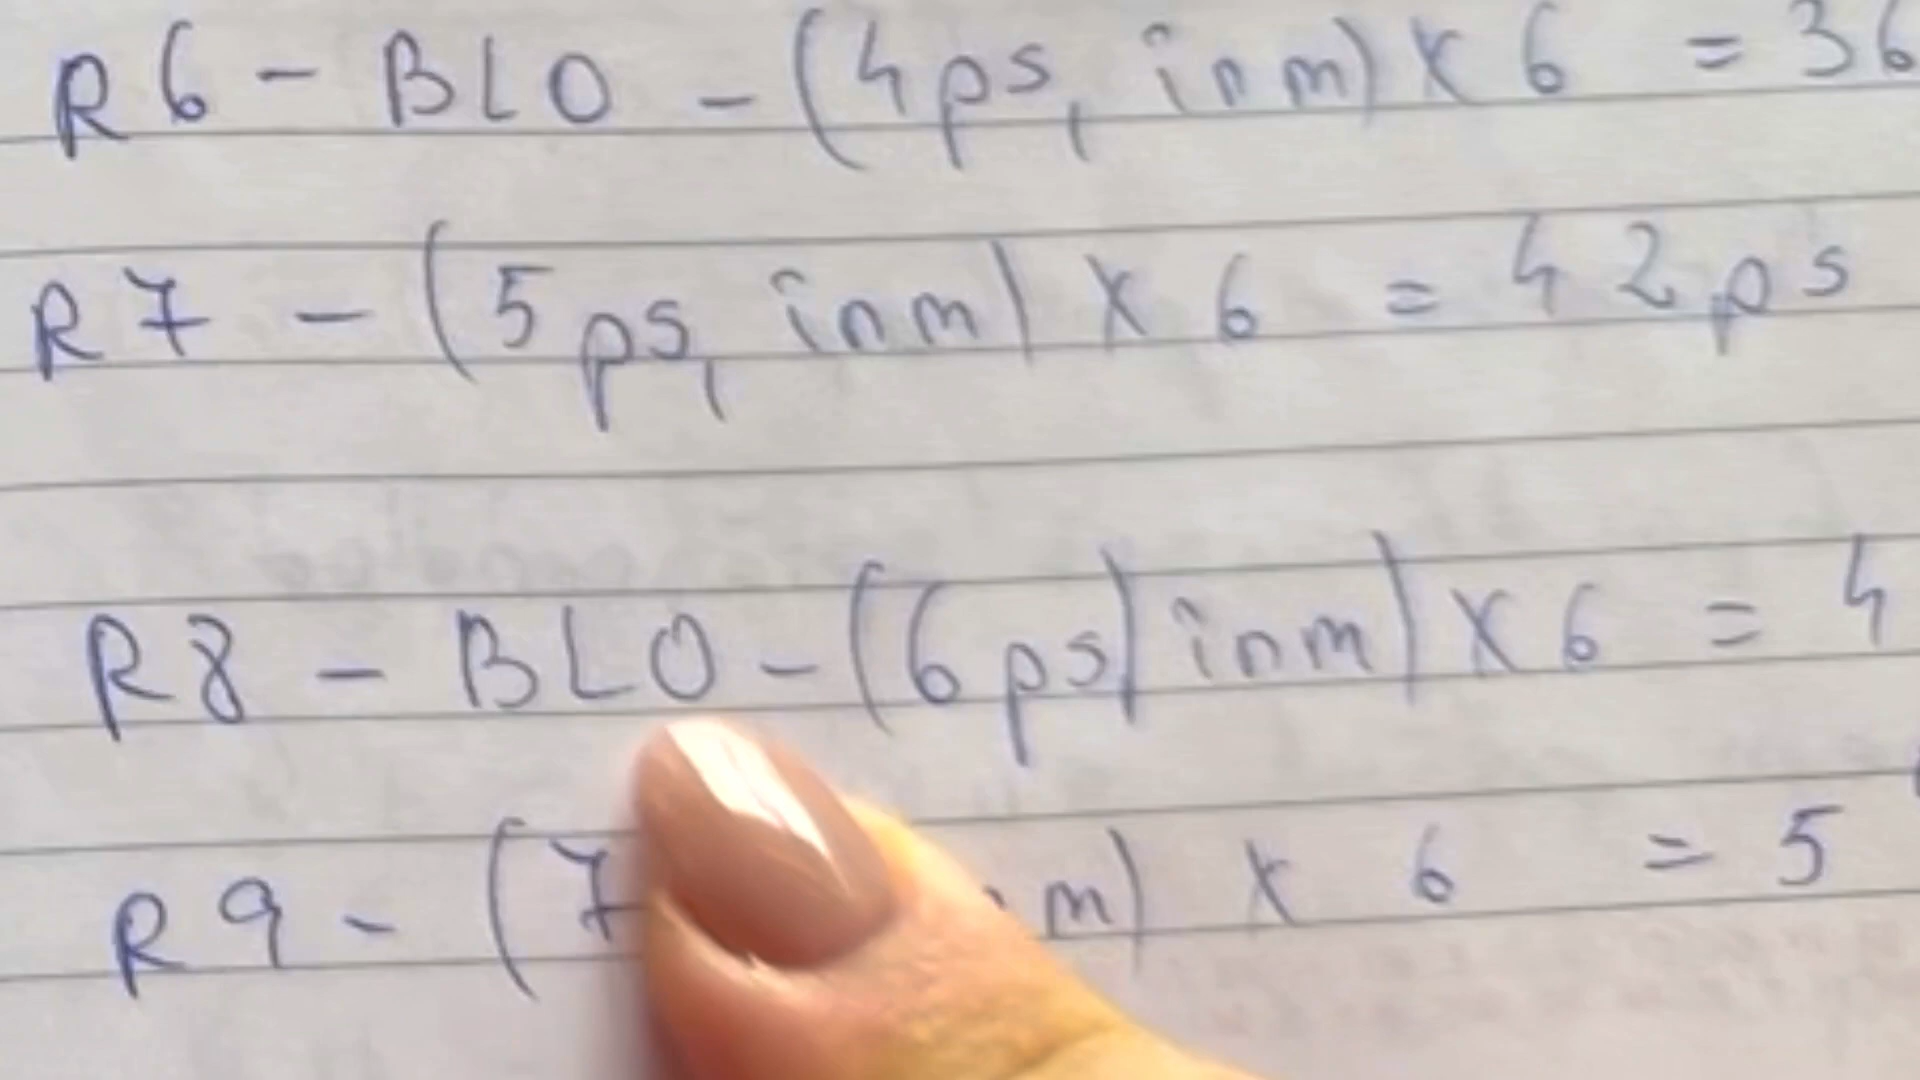 R6 - BLO - (4ps, inm) x 6 = 36
R7 - (5ps, inm) x 6 = 42ps
R8 - BLO - (6ps) inm) x 6 = 4
R9 - (7 m) x 6 = 5